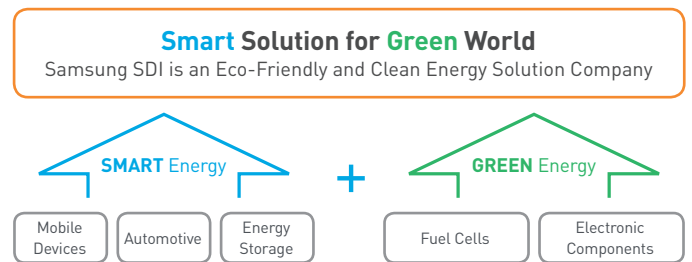 Smart Solution for Green World
Samsung SDI is an Eco-Friendly and Clean Energy Solution Company
SMART Energy
+
GREEN Energy
Mobile
Devices
Automotive
Energy
Storage
Fuel Cells
Electronic
Components